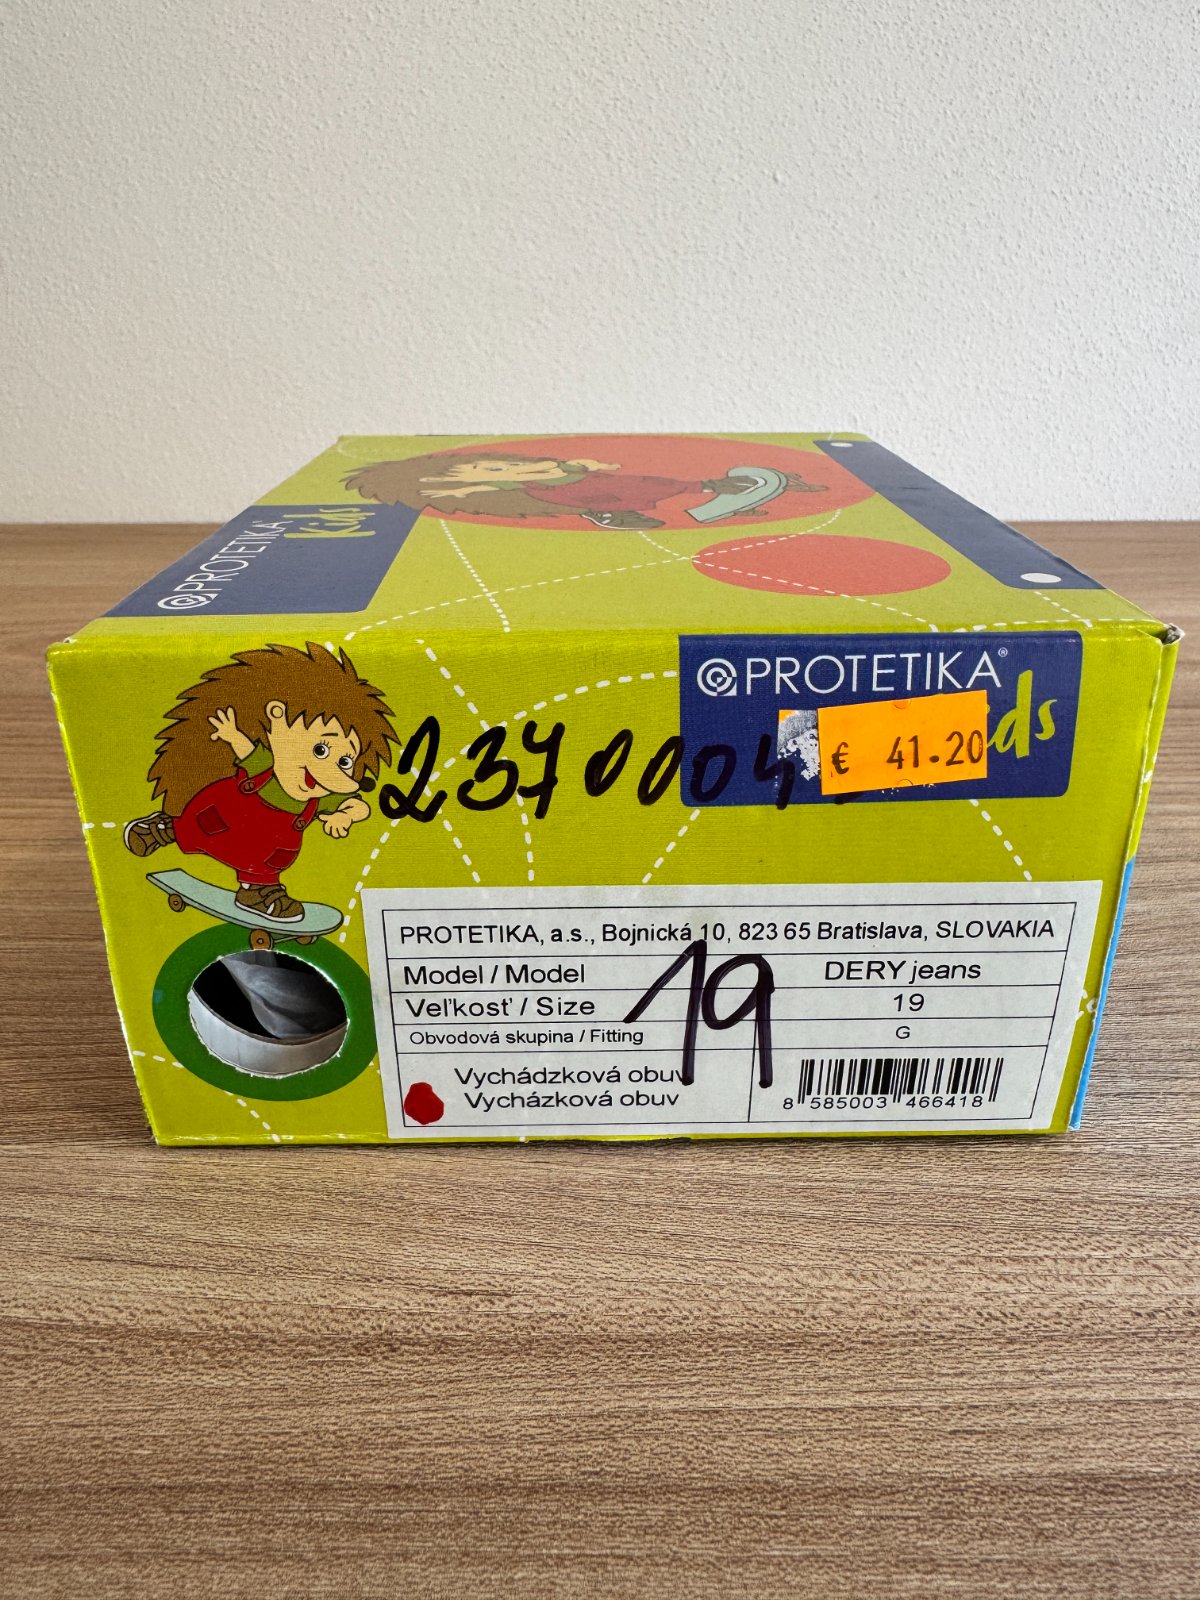 PROTETIKA®
Kids
PROTETIKA®
ds
€ 41.20
2370004
PROTETIKA, a.s., Bojnická 10, 823 65 Bratislava, SLOVAKIA
Model / Model DERY jeans
Veľkosť / Size 19
19
Obvodová skupina / Fitting G
Vychádzková obuv
Vycházková obuv
8 585003 466418